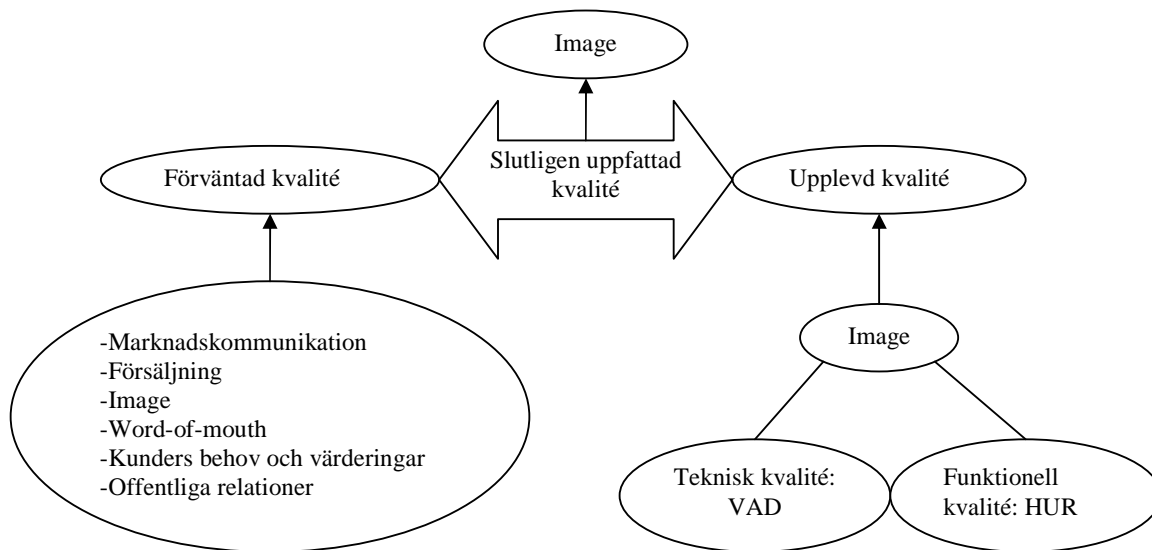 Image
Slutligen uppfattad
kvalité
Förväntad kvalité
Upplevd kvalité
-Marknadskommunikation
-Försäljning
-Image
-Word-of-mouth
-Kunders behov och värderingar
-Offentliga relationer
Image
Teknisk kvalité:
VAD
Funktionell
kvalité: HUR